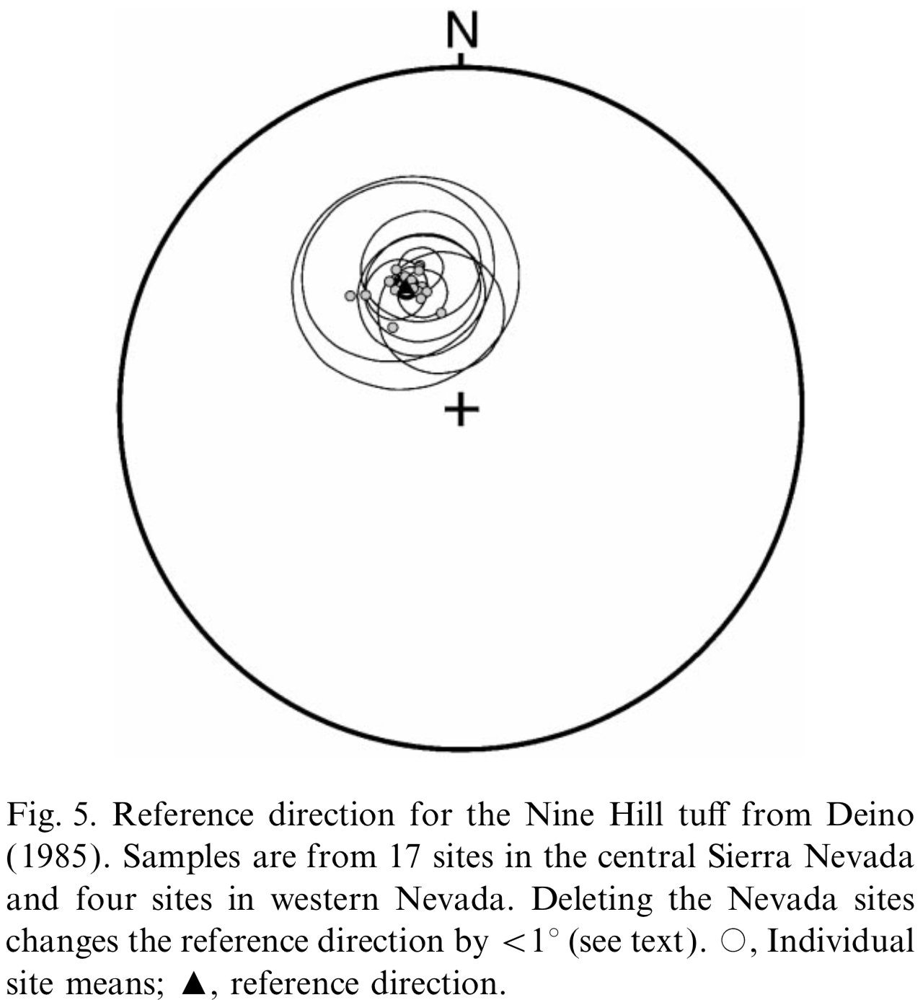 N
Fig. 5. Reference direction for the Nine Hill tuff from Deino
(1985). Samples are from 17 sites in the central Sierra Nevada
and four sites in western Nevada. Deleting the Nevada sites
changes the reference direction by <1° (see text). ○, Individual
site means; ▲, reference direction.